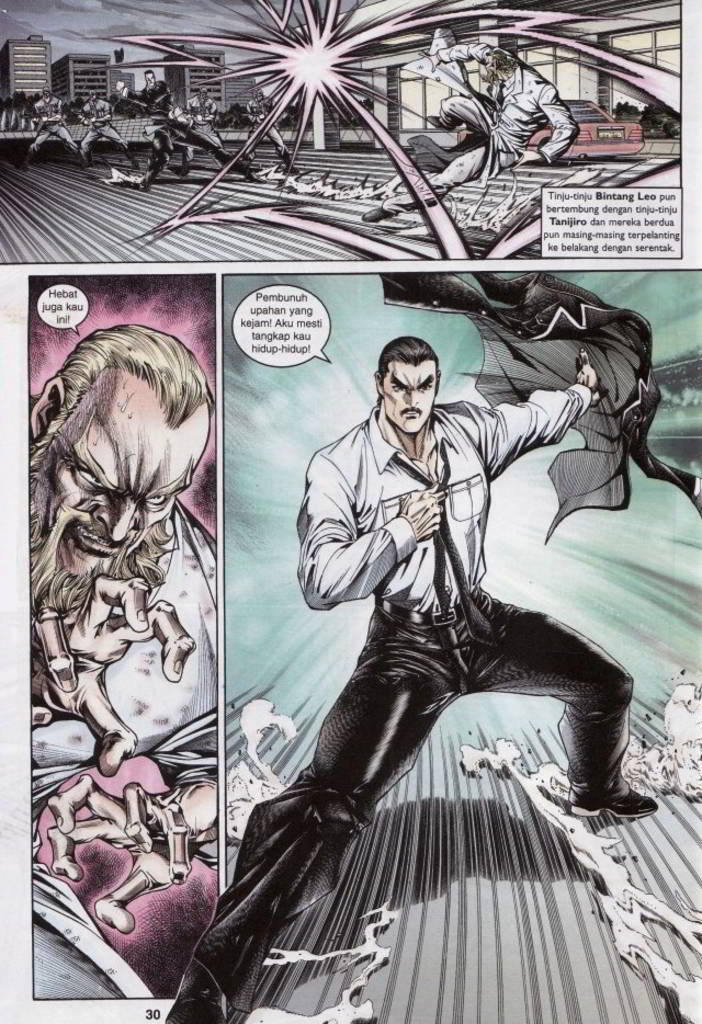 Tinju-tinju Bintang Leo pun
bertembung dengan tinju-tinju
Tanijiro dan mereka berdua
pun masing-masing terpelanting
ke belakang dengan serentak.
Hebat
juga kau
ini!
Pembunuh
upahan yang
kejam! Aku mesti
tangkap kau
hidup-hidup!
30